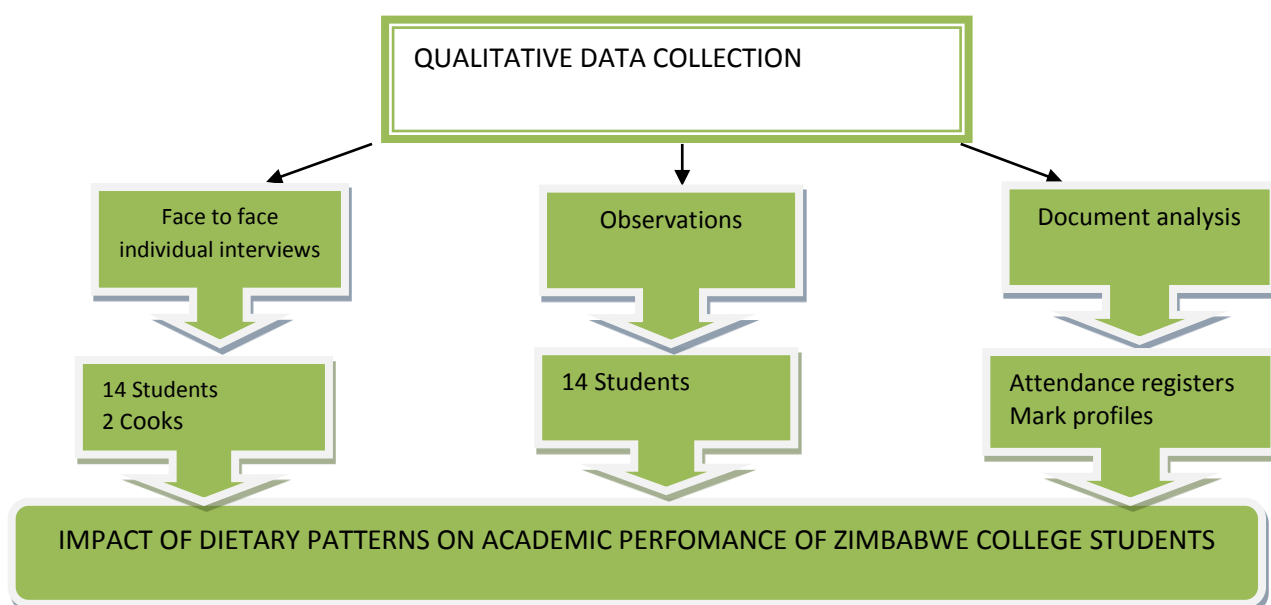 QUALITATIVE DATA COLLECTION
Face to face
individual interviews
Observations
Document analysis
14 Students
2 Cooks
14 Students
Attendance registers
Mark profiles
IMPACT OF DIETARY PATTERNS ON ACADEMIC PERFOMANCE OF ZIMBABWE COLLEGE STUDENTS